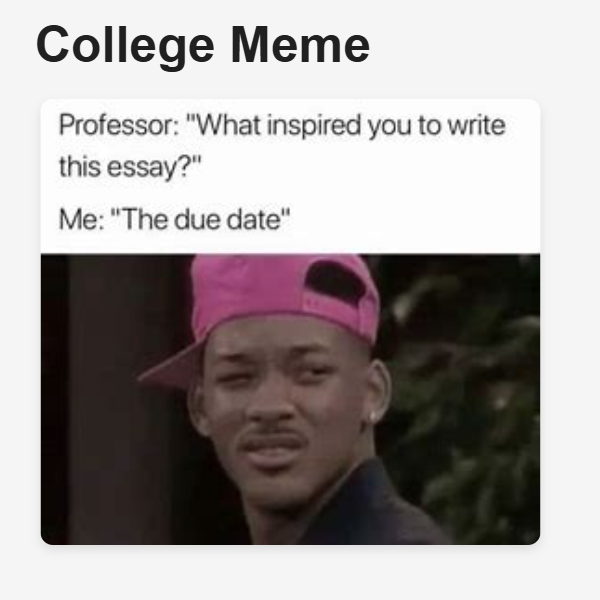 College Meme
Professor: "What inspired you to write
this essay?"
Me: "The due date"